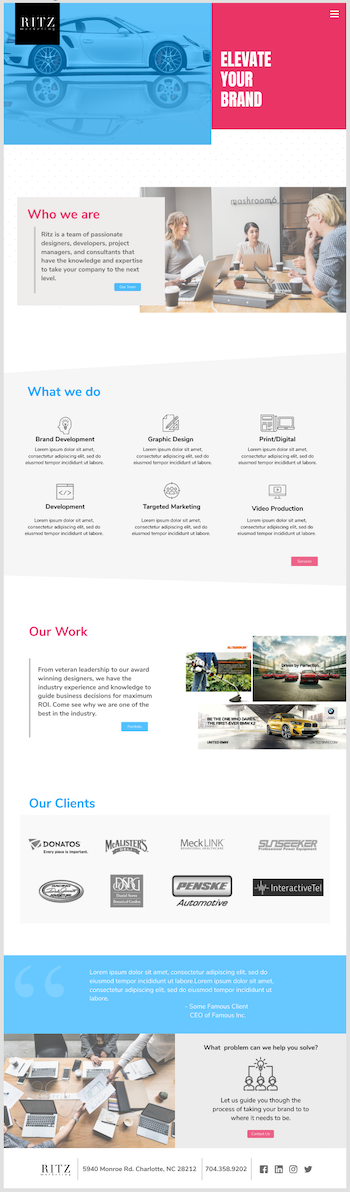 RITZ
marketing
ELEVATE
YOUR
BRAND
mashroom6
Who we are
Ritz is a team of passionate
designers, developers, project
managers, and consultants that
have the knowledge and expertise
to take your company to the next
level.
Our Team
What we do
Brand Development
Lorem ipsum dolor sit amet,
consectetur adipiscing elit, sed do
eiusmod tempor incididunt ut labore.
Graphic Design
Lorem ipsum dolor sit amet,
consectetur adipiscing elit, sed do
eiusmod tempor incididunt ut labore.
Print/Digital
Lorem ipsum dolor sit amet,
consectetur adipiscing elit, sed do
eiusmod tempor incididunt ut labore.
Development
Lorem ipsum dolor sit amet,
consectetur adipiscing elit, sed do
eiusmod tempor incididunt ut labore.
Targeted Marketing
Lorem ipsum dolor sit amet,
consectetur adipiscing elit, sed do
eiusmod tempor incididunt ut labore.
Video Production
Lorem ipsum dolor sit amet,
consectetur adipiscing elit, sed do
eiusmod tempor incididunt ut labore.
Services
Our Work
From veteran leadership to our award
winning designers, we have the
industry experience and knowledge to
guide business decisions for maximum
ROI. Come see why we are one of the
best in the industry.
Portfolio
Driven by Perfection.
BE THE ONE WHO DARES.
THE FIRST-EVER BMW X2
UNITED BMW
UNITED-BMW.COM
Our Clients
DONATOS
Every piece is important.
McALISTER'S
DELI
MeckLINK
BEHAVIORAL HEALTHCARE
SUNSEEKER
Professional Power Equipment
DSBG
Daniel Stowe
Botanical Garden
PENSKE
Automotive
InteractiveTel
Lorem ipsum dolor sit amet, consectetur adipiscing elit, sed do
eiusmod tempor incididunt ut labore.Lorem ipsum dolor sit
amet, consectetur adipiscing elit, sed do eiusmod tempor incididunt ut
labore.
- Some Famous Client
CEO of Famous Inc.
What problem can we help you solve?
Let us guide you though the
process of taking your brand to to
where it needs to be.
Contact Us
RITZ
marketing
5940 Monroe Rd. Charlotte, NC 28212
704.358.9202